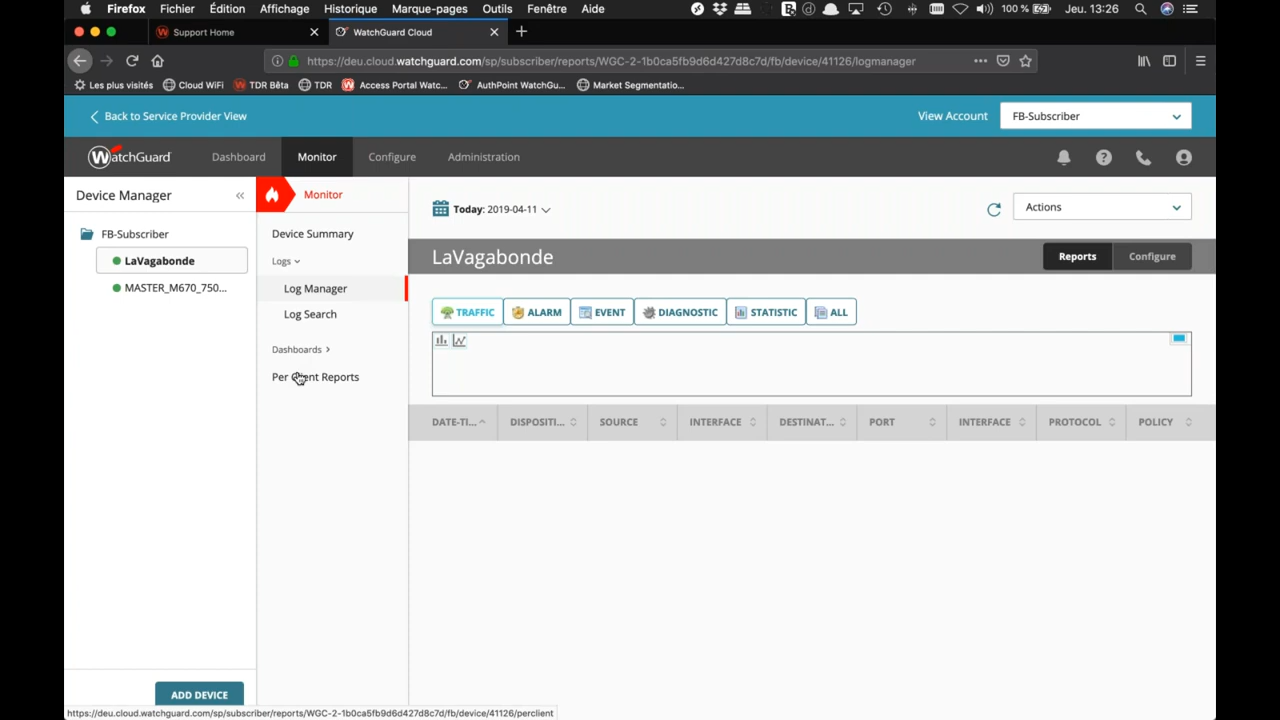 Firefox Fichier Édition Affichage Historique Marque-pages Outils Fenêtre Aide 100 % Jeu. 13:26
Support Home WatchGuard Cloud
https://deu.cloud.watchguard.com/sp/subscriber/reports/WGC-2-1b0ca5fb9d6d427d8c7d/fb/device/41126/logmanager
Les plus visités Cloud WiFi TDR Bêta TDR Access Portal Watc... AuthPoint WatchGu... Market Segmentatio...
Back to Service Provider View View Account FB-Subscriber
WatchGuard Dashboard Monitor Configure Administration
Device Manager « Monitor
Today: 2019-04-11 Actions
FB-Subscriber Device Summary
LaVagabonde Logs LaVagabonde Reports Configure
MASTER_M670_750... Log Manager
Log Search TRAFFIC ALARM EVENT DIAGNOSTIC STATISTIC ALL
Dashboards
Per Client Reports
DATE-TI... DISPOSITI... SOURCE INTERFACE DESTINAT... PORT INTERFACE PROTOCOL POLICY
ADD DEVICE
https://deu.cloud.watchguard.com/sp/subscriber/reports/WGC-2-1b0ca5fb9d6d427d8c7d/fb/device/41126/perclient